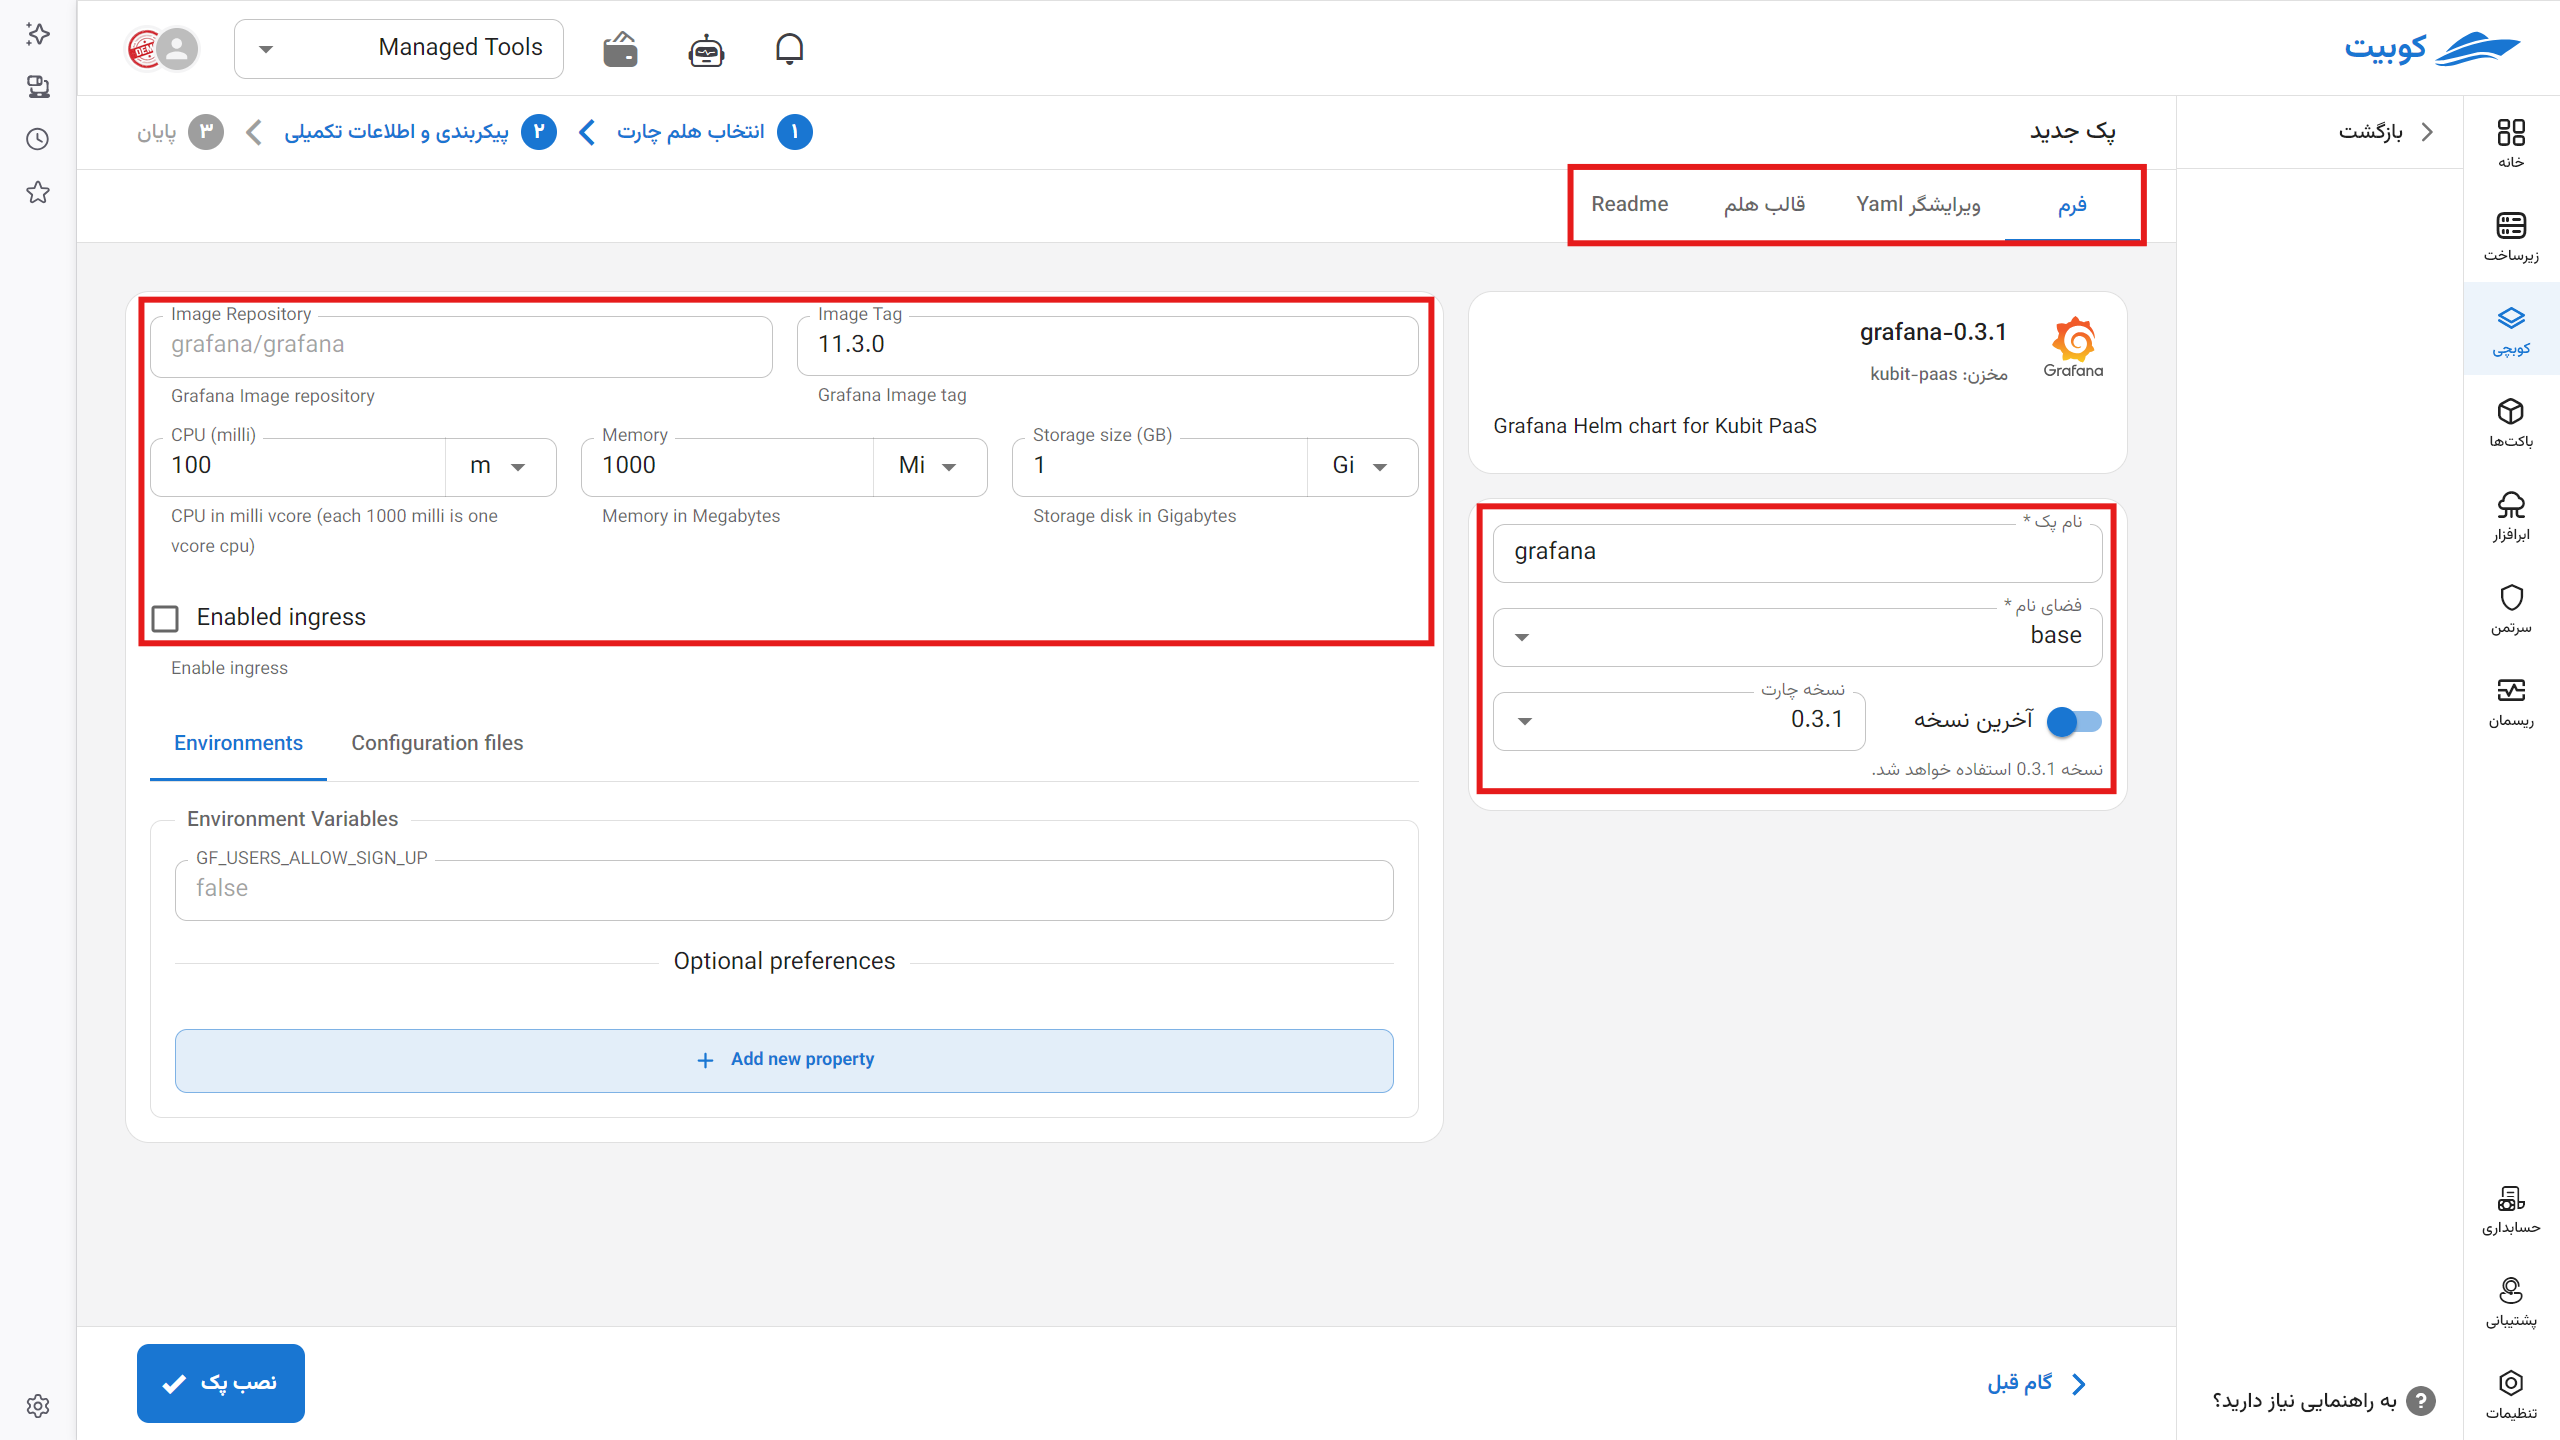 Managed Tools
کوبیت
پک جدید
۱ انتخاب هلم چارت
۲ پیکربندی و اطلاعات تکمیلی
۳ پایان
بازگشت
فرم
ویرایشگر Yaml
قالب هلم
Readme
خانه
زیرساخت
کوبچی
باکت‌ها
ابرافزار
سرتمن
ریسمان
حسابداری
پشتیبانی
تنظیمات
grafana-0.3.1
مخزن: kubit-paas
Grafana
Grafana Helm chart for Kubit PaaS
نام پک *
grafana
فضای نام *
base
آخرین نسخه
نسخه چارت
0.3.1
نسخه 0.3.1 استفاده خواهد شد.
Image Repository
grafana/grafana
Grafana Image repository
Image Tag
11.3.0
Grafana Image tag
CPU (milli)
100
m
CPU in milli vcore (each 1000 milli is one
vcore cpu)
Memory
1000
Mi
Memory in Megabytes
Storage size (GB)
1
Gi
Storage disk in Gigabytes
Enabled ingress
Enable ingress
Environments
Configuration files
Environment Variables
GF_USERS_ALLOW_SIGN_UP
false
Optional preferences
+ Add new property
گام قبل
نصب پک
به راهنمایی نیاز دارید؟
?